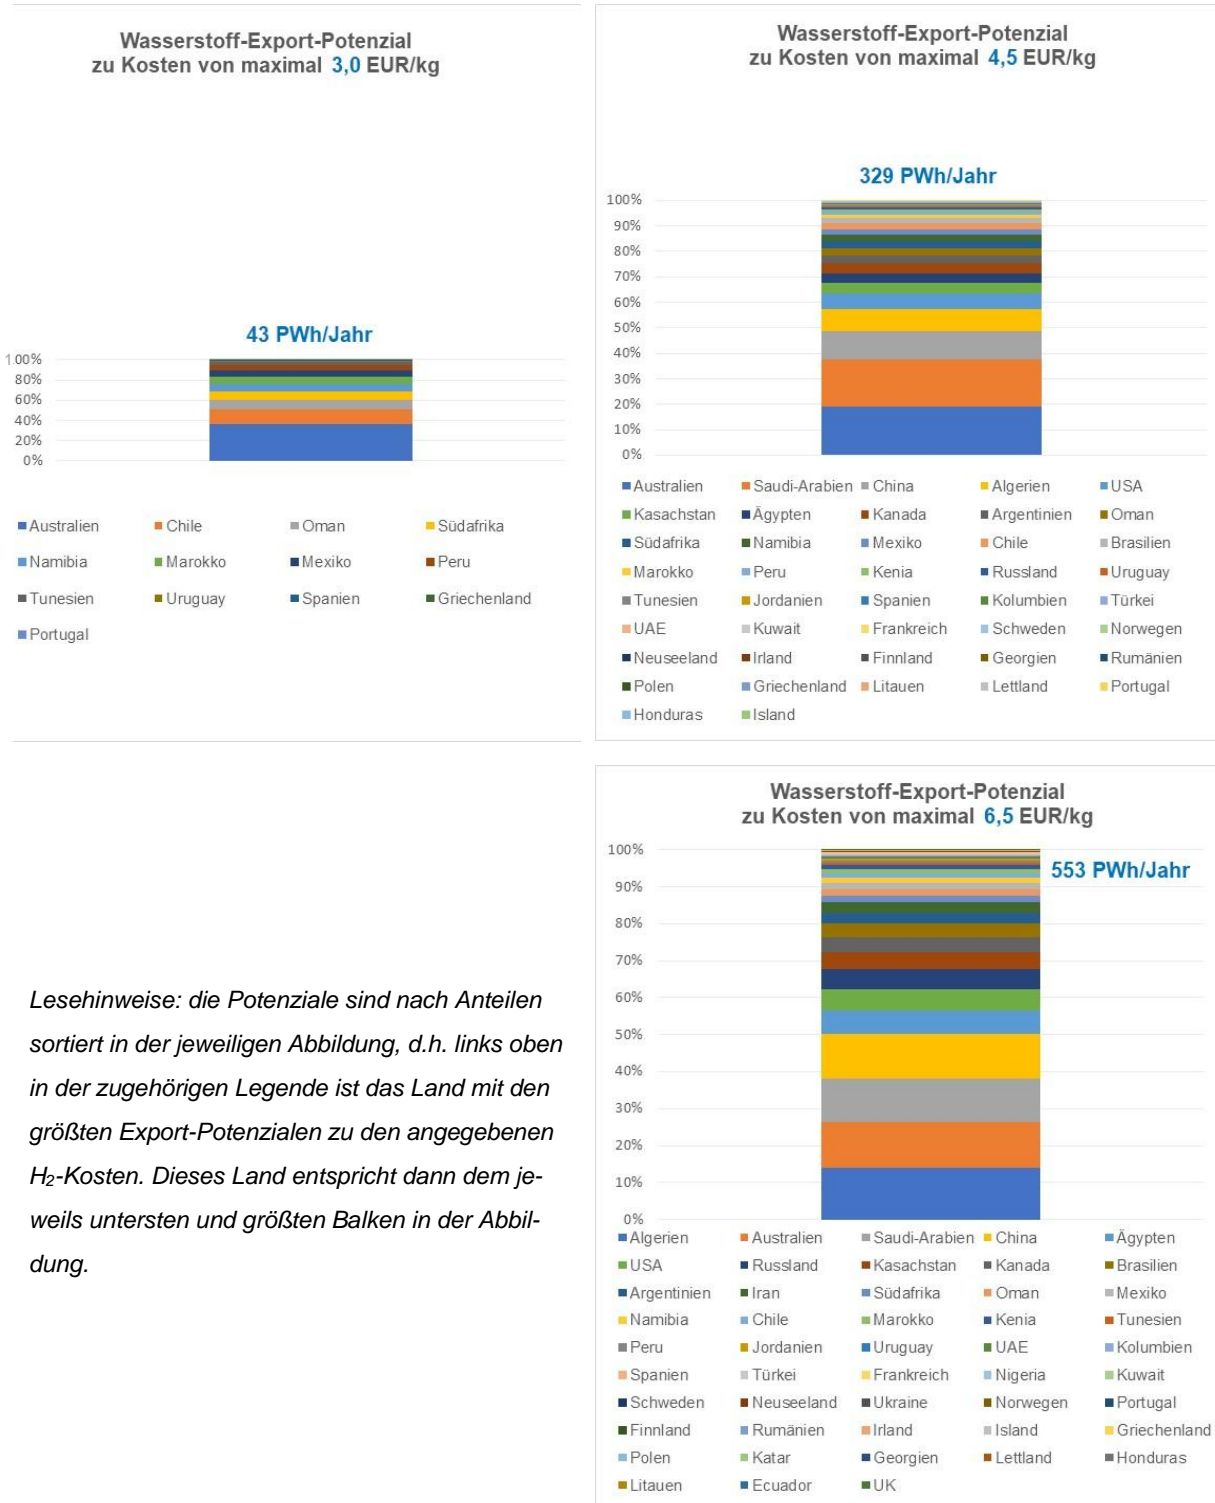 Wasserstoff-Export-Potenzial
zu Kosten von maximal 3,0 EUR/kg
43 PWh/Jahr
100%
80%
60%
40%
20%
0%
Australien Chile Oman Südafrika
Namibia Marokko Mexiko Peru
Tunesien Uruguay Spanien Griechenland
Portugal
Wasserstoff-Export-Potenzial
zu Kosten von maximal 4,5 EUR/kg
329 PWh/Jahr
100%
90%
80%
70%
60%
50%
40%
30%
20%
10%
0%
Australien Saudi-Arabien China Algerien USA
Kasachstan Ägypten Kanada Argentinien Oman
Südafrika Namibia Mexiko Chile Brasilien
Marokko Peru Kenia Russland Uruguay
Tunesien Jordanien Spanien Kolumbien Türkei
UAE Kuwait Frankreich Schweden Norwegen
Neuseeland Irland Finnland Georgien Rumänien
Polen Griechenland Litauen Lettland Portugal
Honduras Island
Lesehinweise: die Potenziale sind nach Anteilen
sortiert in der jeweiligen Abbildung, d.h. links oben
in der zugehörigen Legende ist das Land mit den
größten Export-Potenzialen zu den angegebenen
H₂-Kosten. Dieses Land entspricht dann dem je-
weils untersten und größten Balken in der Abbil-
dung.
Wasserstoff-Export-Potenzial
zu Kosten von maximal 6,5 EUR/kg
553 PWh/Jahr
100%
90%
80%
70%
60%
50%
40%
30%
20%
10%
0%
Algerien Australien Saudi-Arabien China Ägypten
USA Russland Kasachstan Kanada Brasilien
Argentinien Iran Südafrika Oman Mexiko
Namibia Chile Marokko Kenia Tunesien
Peru Jordanien Uruguay UAE Kolumbien
Spanien Türkei Frankreich Nigeria Kuwait
Schweden Neuseeland Ukraine Norwegen Portugal
Finnland Rumänien Irland Island Griechenland
Polen Katar Georgien Lettland Honduras
Litauen Ecuador UK